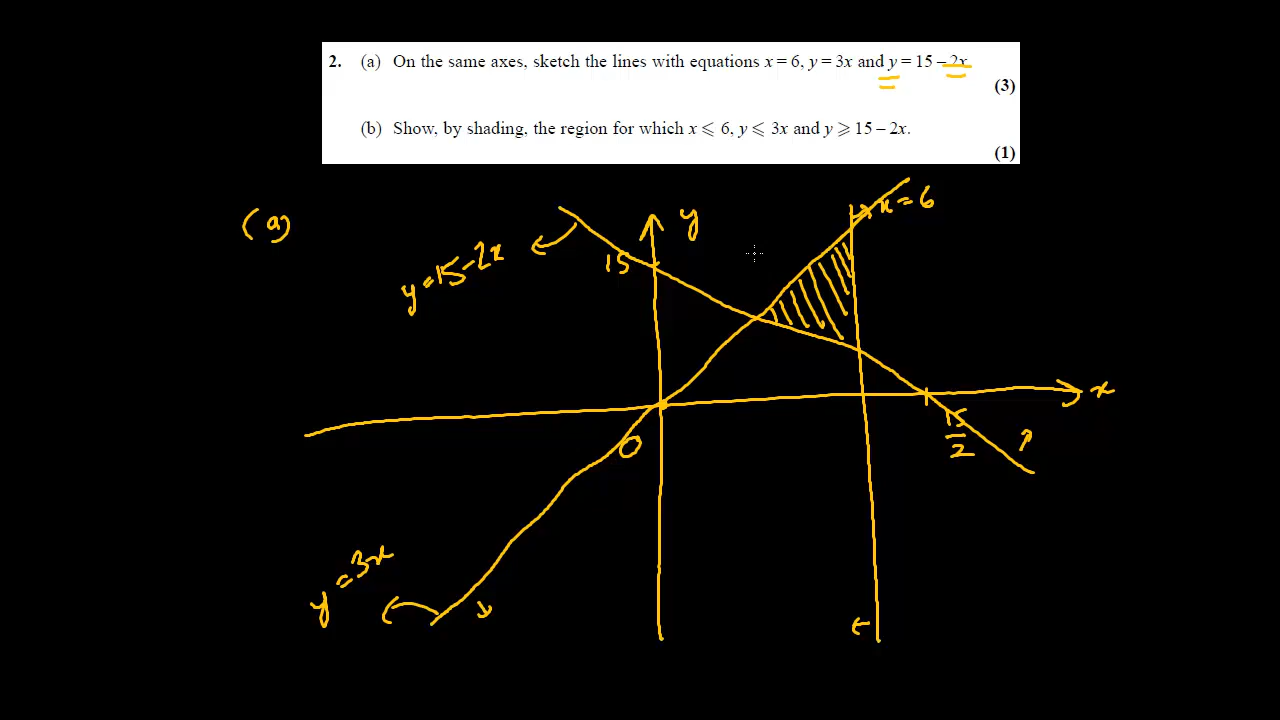 2. (a) On the same axes, sketch the lines with equations x = 6, y = 3x and y = 15 – 2x.
(3)
(b) Show, by shading, the region for which x ⩽ 6, y ⩽ 3x and y ⩾ 15 – 2x.
(1)
(a)
y
x = 6
y = 15 - 2x
15
x
15/2
O
y = 3x